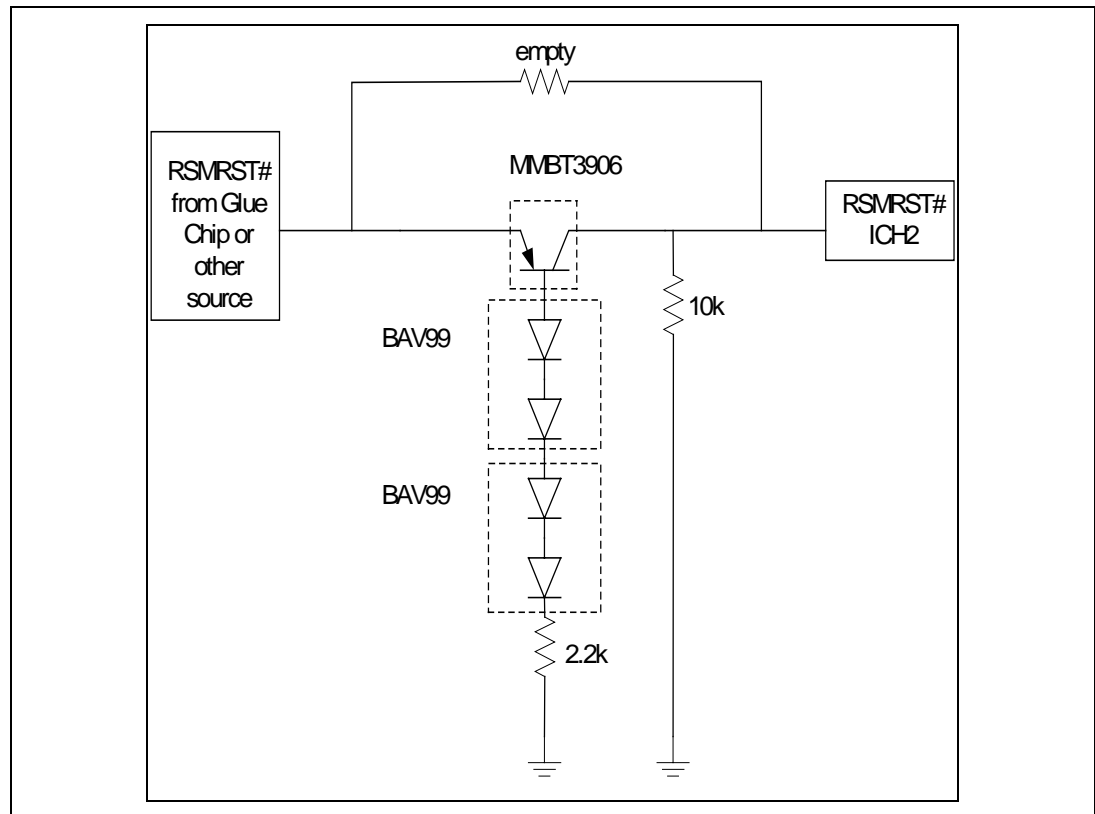 empty
MMBT3906
RSMRST#
from Glue
Chip or
other
source
RSMRST#
ICH2
10k
BAV99
BAV99
2.2k